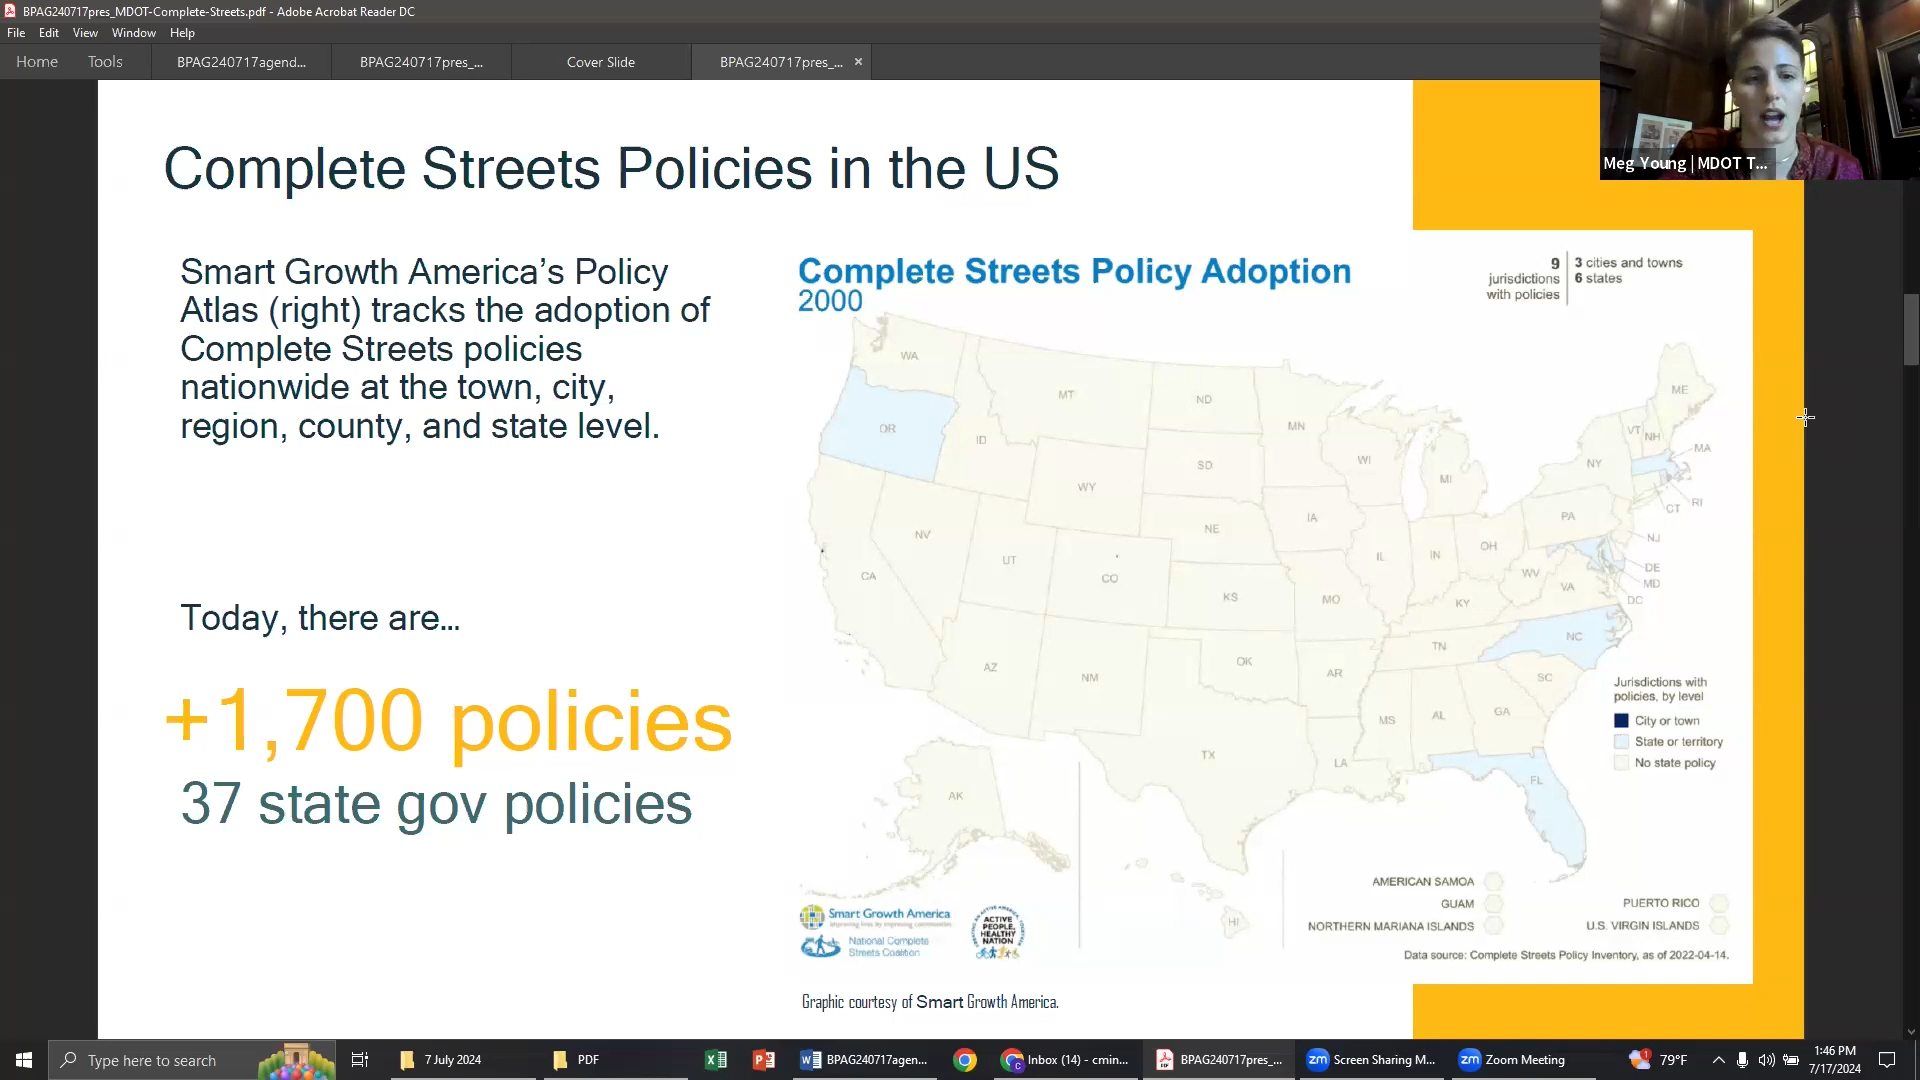 BPAG240717pres_MDOT-Complete-Streets.pdf - Adobe Acrobat Reader DC
File Edit View Window Help
Home Tools BPAG240717agend... BPAG240717pres_... Cover Slide BPAG240717pres_... ×
Meg Young | MDOT T...
Complete Streets Policies in the US
Smart Growth America's Policy
Atlas (right) tracks the adoption of
Complete Streets policies
nationwide at the town, city,
region, county, and state level.
Today, there are...
+1,700 policies
37 state gov policies
Complete Streets Policy Adoption
2000
9
jurisdictions
with policies
3 cities and towns
6 states
WA
MT
ND
MN
ME
OR
ID
SD
WI
VT
NH
MA
NY
MI
WY
RI
CT
PA
IA
NE
NV
NJ
OH
IN
IL
UT
DE
CO
CA
WV
VA
MD
KS
MO
KY
DC
NC
TN
OK
AZ
NM
AR
SC
MS
AL
GA
TX
LA
FL
AK
HI
Jurisdictions with
policies, by level
City or town
State or territory
No state policy
AMERICAN SAMOA
GUAM
NORTHERN MARIANA ISLANDS
PUERTO RICO
U.S. VIRGIN ISLANDS
Smart Growth America
Improving lives by improving communities
National Complete
Streets Coalition
ACTIVE
PEOPLE,
HEALTHY
NATION
Data source: Complete Streets Policy Inventory, as of 2022-04-14.
Graphic courtesy of Smart Growth America.
Type here to search
7 July 2024
PDF
BPAG240717agen...
Inbox (14) - cmin...
BPAG240717pres_...
zm Screen Sharing M...
zm Zoom Meeting
1
79°F
1:46 PM
7/17/2024